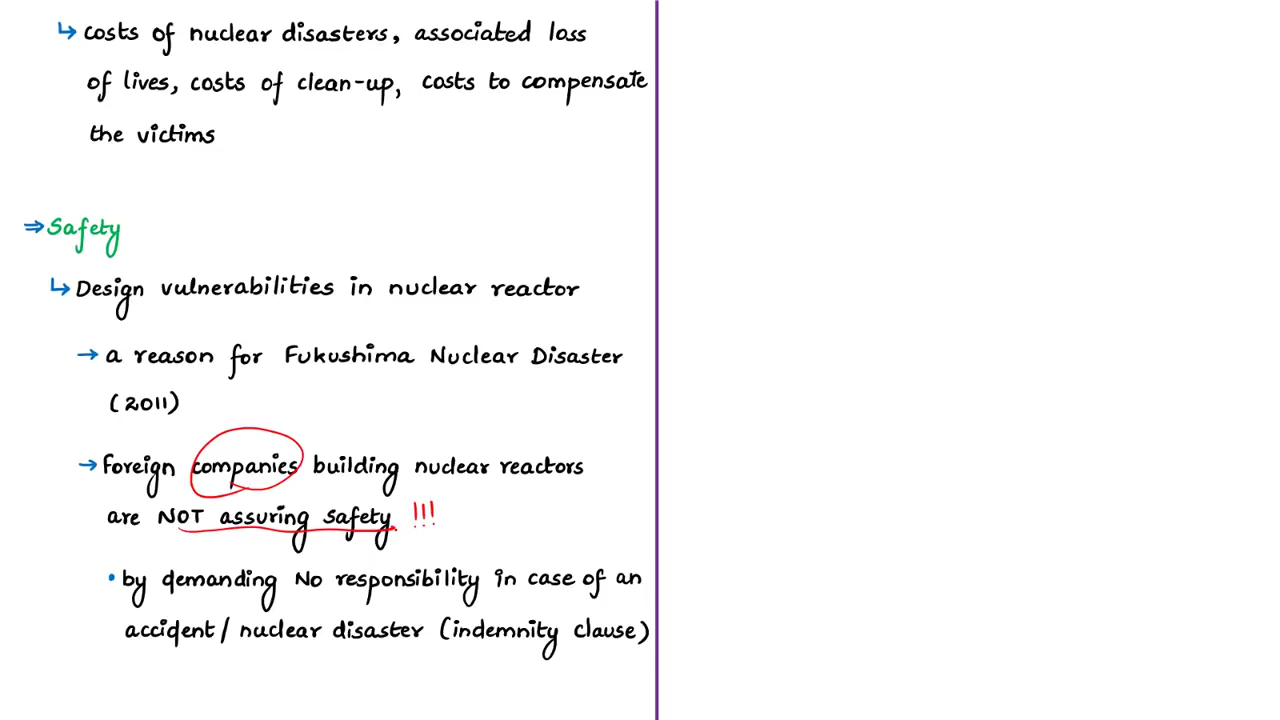 ↳ costs of nuclear disasters, associated loss
of lives, costs of clean-up, costs to compensate
the victims
⇒ Safety
↳ Design vulnerabilities in nuclear reactor
→ a reason for Fukushima Nuclear Disaster
(2011)
→ Foreign companies building nuclear reactors
are NOT assuring safety !!!
• by demanding No responsibility in case of an
accident/ nuclear disaster (indemnity clause)